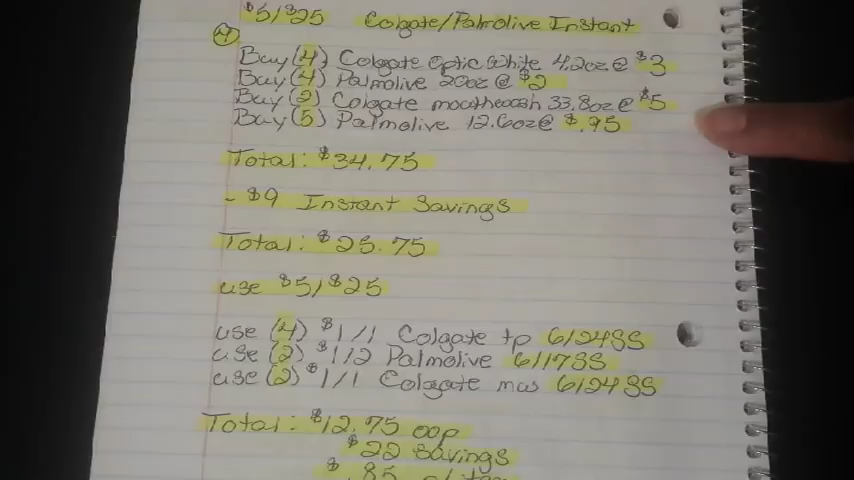 $5/$25 Colgate/Palmolive Instant
4
Buy (4) Colgate Optic White 4.2oz @ $3
Buy (4) Palmolive 20oz @ $2
Buy (2) Colgate mouthwash 33.8oz @ $5
Buy (5) Palmolive 12.6oz @ $.95
Total: $34.75
- $9 Instant Savings
Total: $25.75
use $5/$25
use (4) $1/1 Colgate tp 6/24SS
use (2) $1/2 Palmolive 6/17SS
use (2) $1/1 Colgate mw 6/24SS
Total: $12.75 oop
$22 savings
$.85